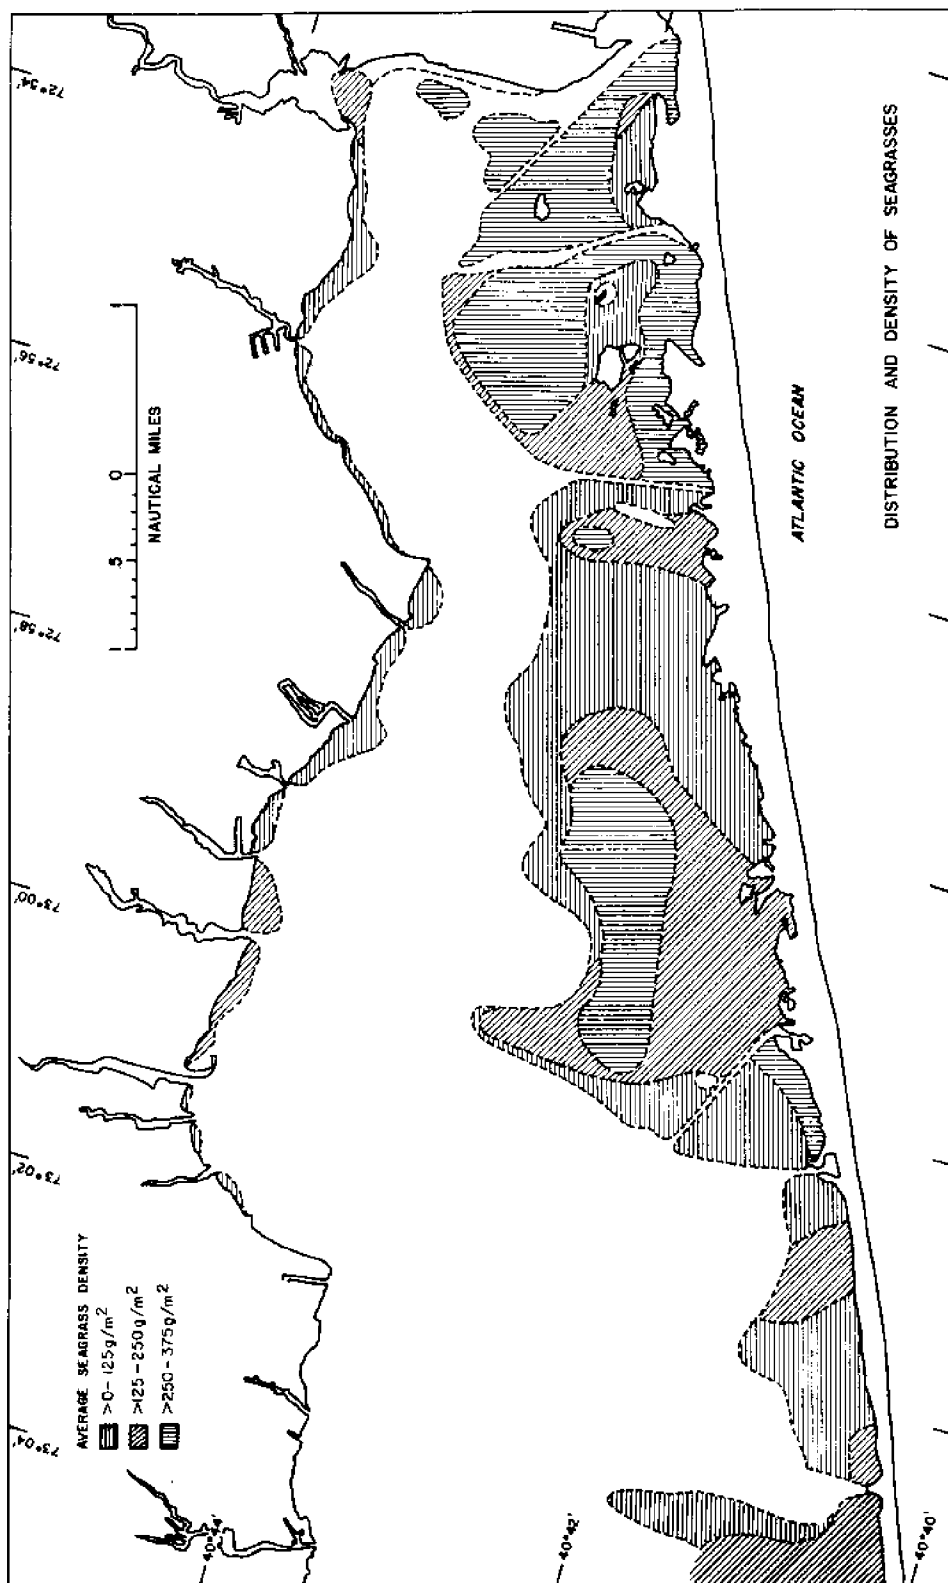 AVERAGE SEAGRASS DENSITY
>0-125g/m²
>125-250g/m²
>250-375g/m²
NAUTICAL MILES
1 .5 0 1
73°04'
73°02'
73°00'
72°58'
72°56'
72°54'
40°44'
40°42'
40°40'
ATLANTIC OCEAN
DISTRIBUTION AND DENSITY OF SEAGRASSES